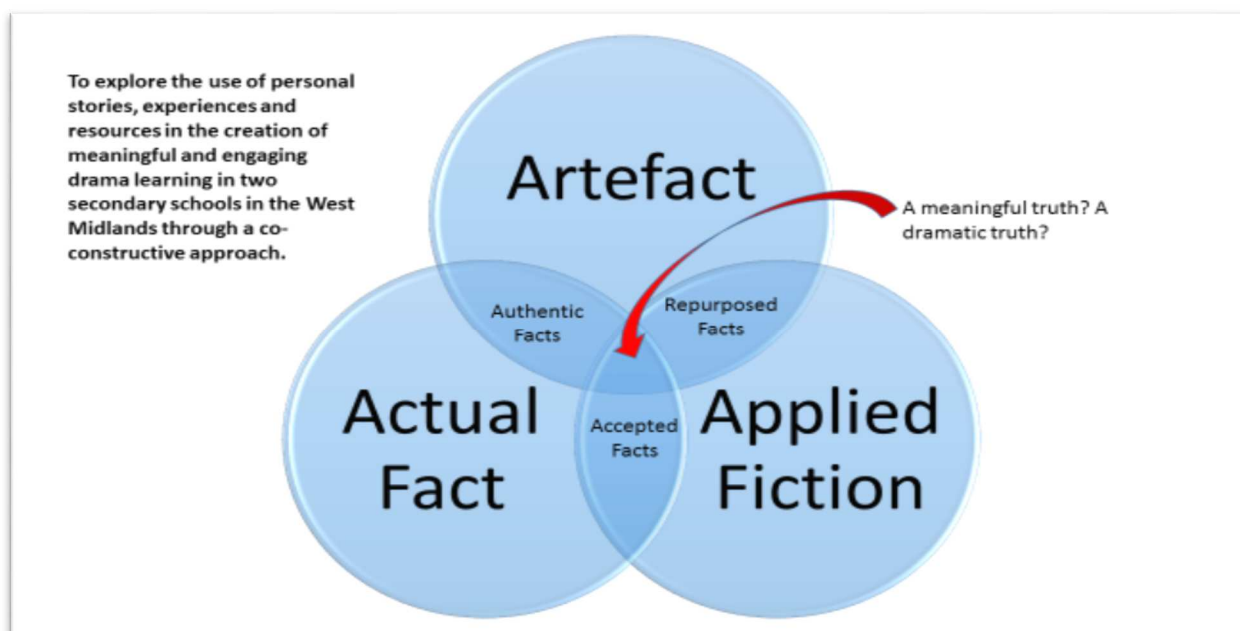 To explore the use of personal
stories, experiences and
resources in the creation of
meaningful and engaging
drama learning in two
secondary schools in the West
Midlands through a co-
constructive approach.
Artefact
A meaningful truth? A
dramatic truth?
Authentic
Facts
Repurposed
Facts
Actual
Fact
Accepted
Facts
Applied
Fiction